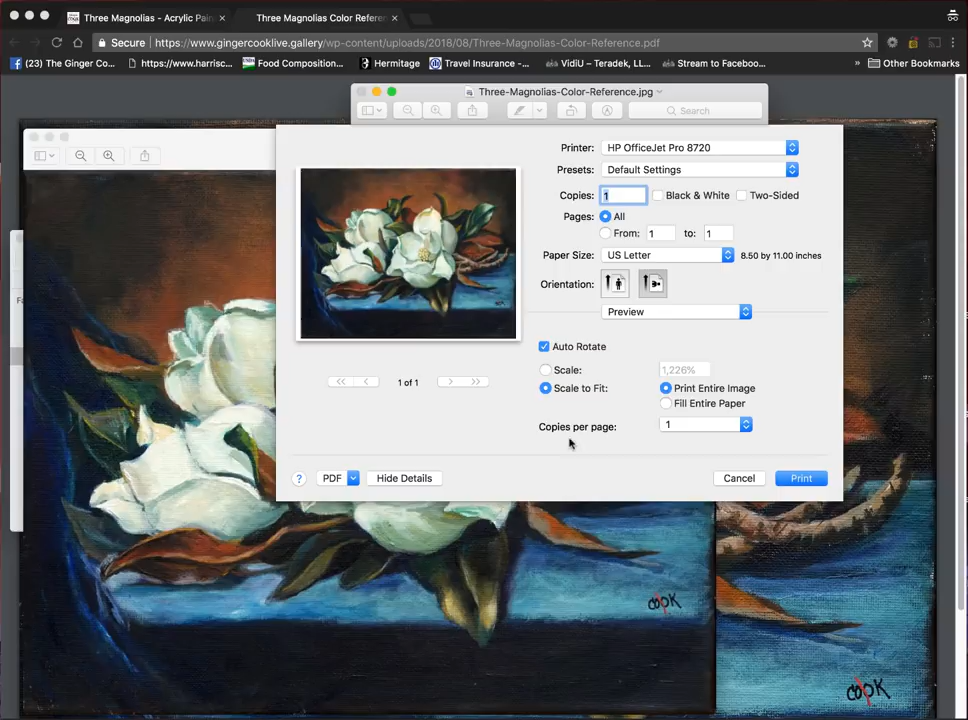 Three Magnolias - Acrylic Pain
Three Magnolias Color Referen
Secure
https://www.gingercooklive.gallery/wp-content/uploads/2018/08/Three-Magnolias-Color-Reference.pdf
(23) The Ginger Co...
https://www.harrisc...
Food Composition...
Hermitage
Travel Insurance -...
VidiU – Teradek, LL...
Stream to Faceboo...
»
Other Bookmarks
Three-Magnolias-Color-Reference.jpg
Search
Printer: HP OfficeJet Pro 8720
Presets: Default Settings
Copies: 1 Black & White Two-Sided
Pages: All
From: 1 to: 1
Paper Size: US Letter 8.50 by 11.00 inches
Orientation:
Preview
Auto Rotate
Scale: 1,226%
Scale to Fit: Print Entire Image
Fill Entire Paper
Copies per page: 1
1 of 1
? PDF Hide Details Cancel Print
cook
cook